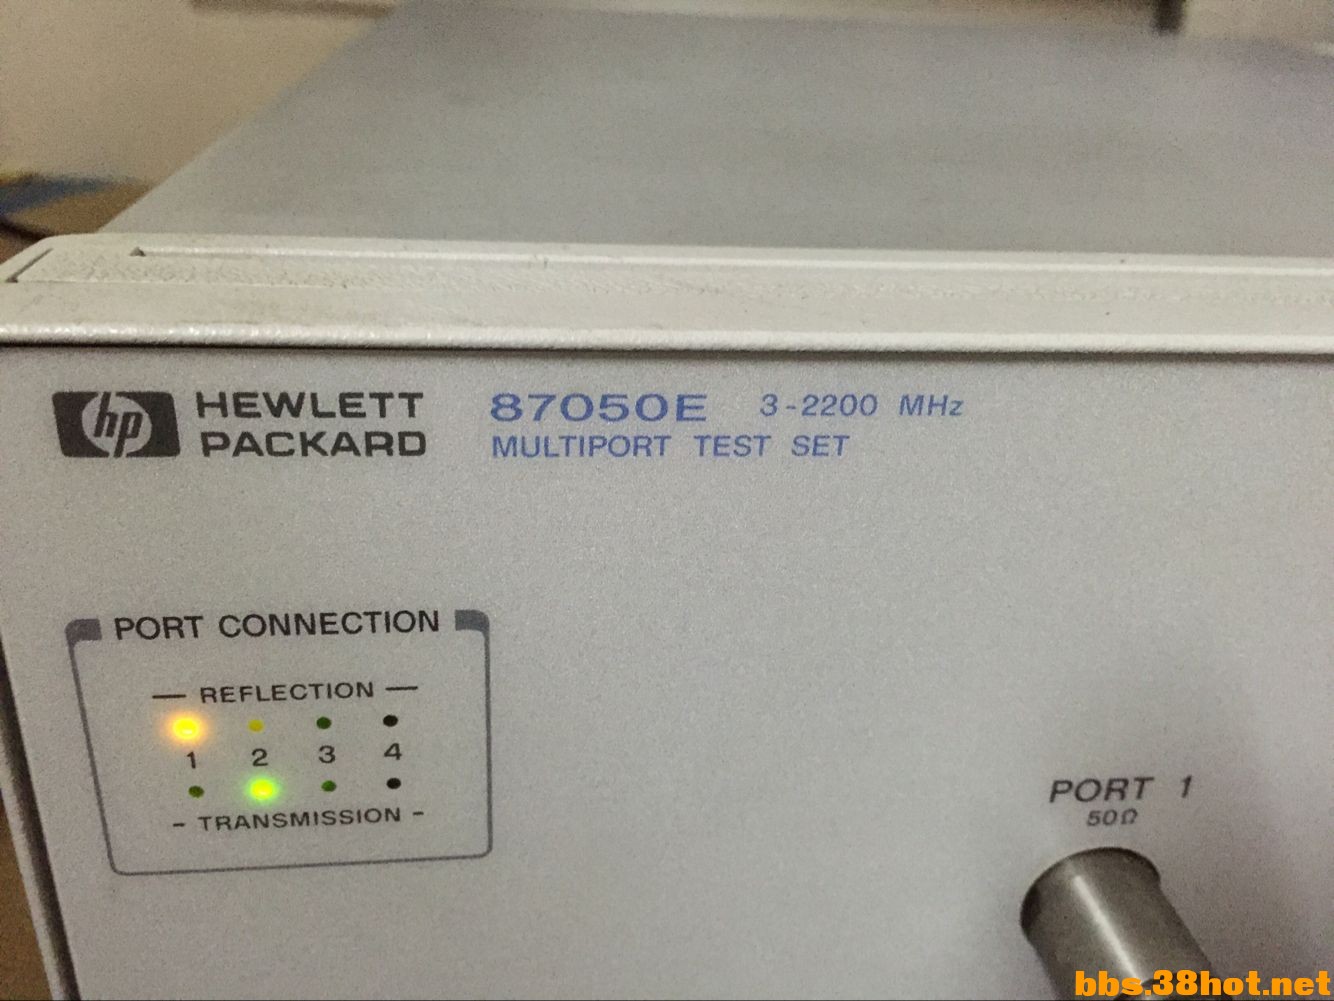 hp HEWLETT PACKARD
87050E 3-2200 MHz
MULTIPORT TEST SET
PORT CONNECTION
REFLECTION
1 2 3 4
- TRANSMISSION -
PORT 1
50Ω
bbs.38hot.net